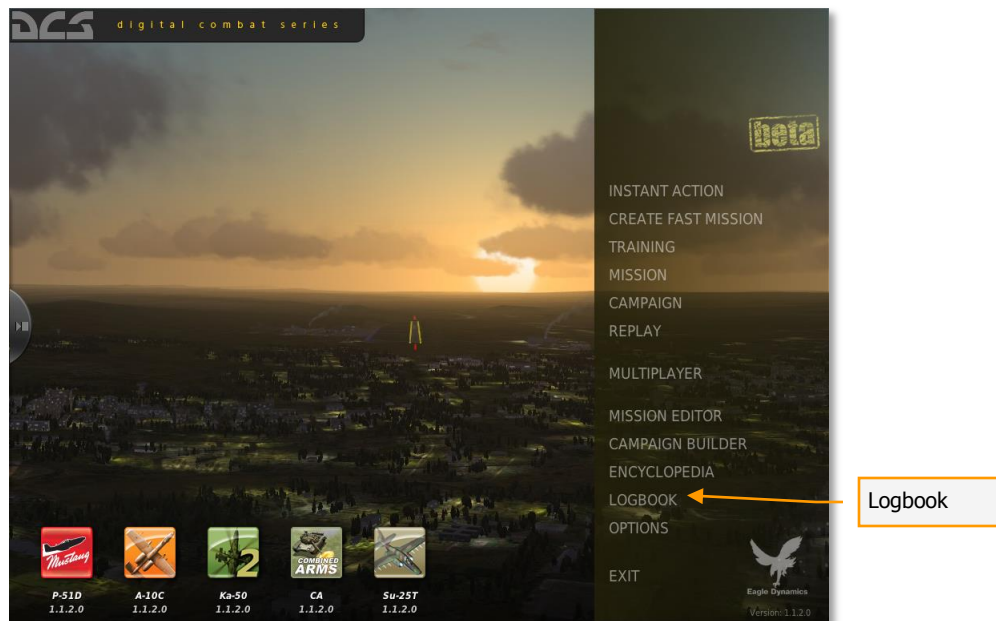 DCS digital combat series
beta
INSTANT ACTION
CREATE FAST MISSION
TRAINING
MISSION
CAMPAIGN
REPLAY
MULTIPLAYER
MISSION EDITOR
CAMPAIGN BUILDER
ENCYCLOPEDIA
LOGBOOK
Logbook
OPTIONS
EXIT
Eagle Dynamics
Version: 1.1.2.0
Mustang
2
COMBINED
ARMS
P-51D A-10C Ka-50 CA Su-25T
1.1.2.0 1.1.2.0 1.1.2.0 1.1.2.0 1.1.2.0